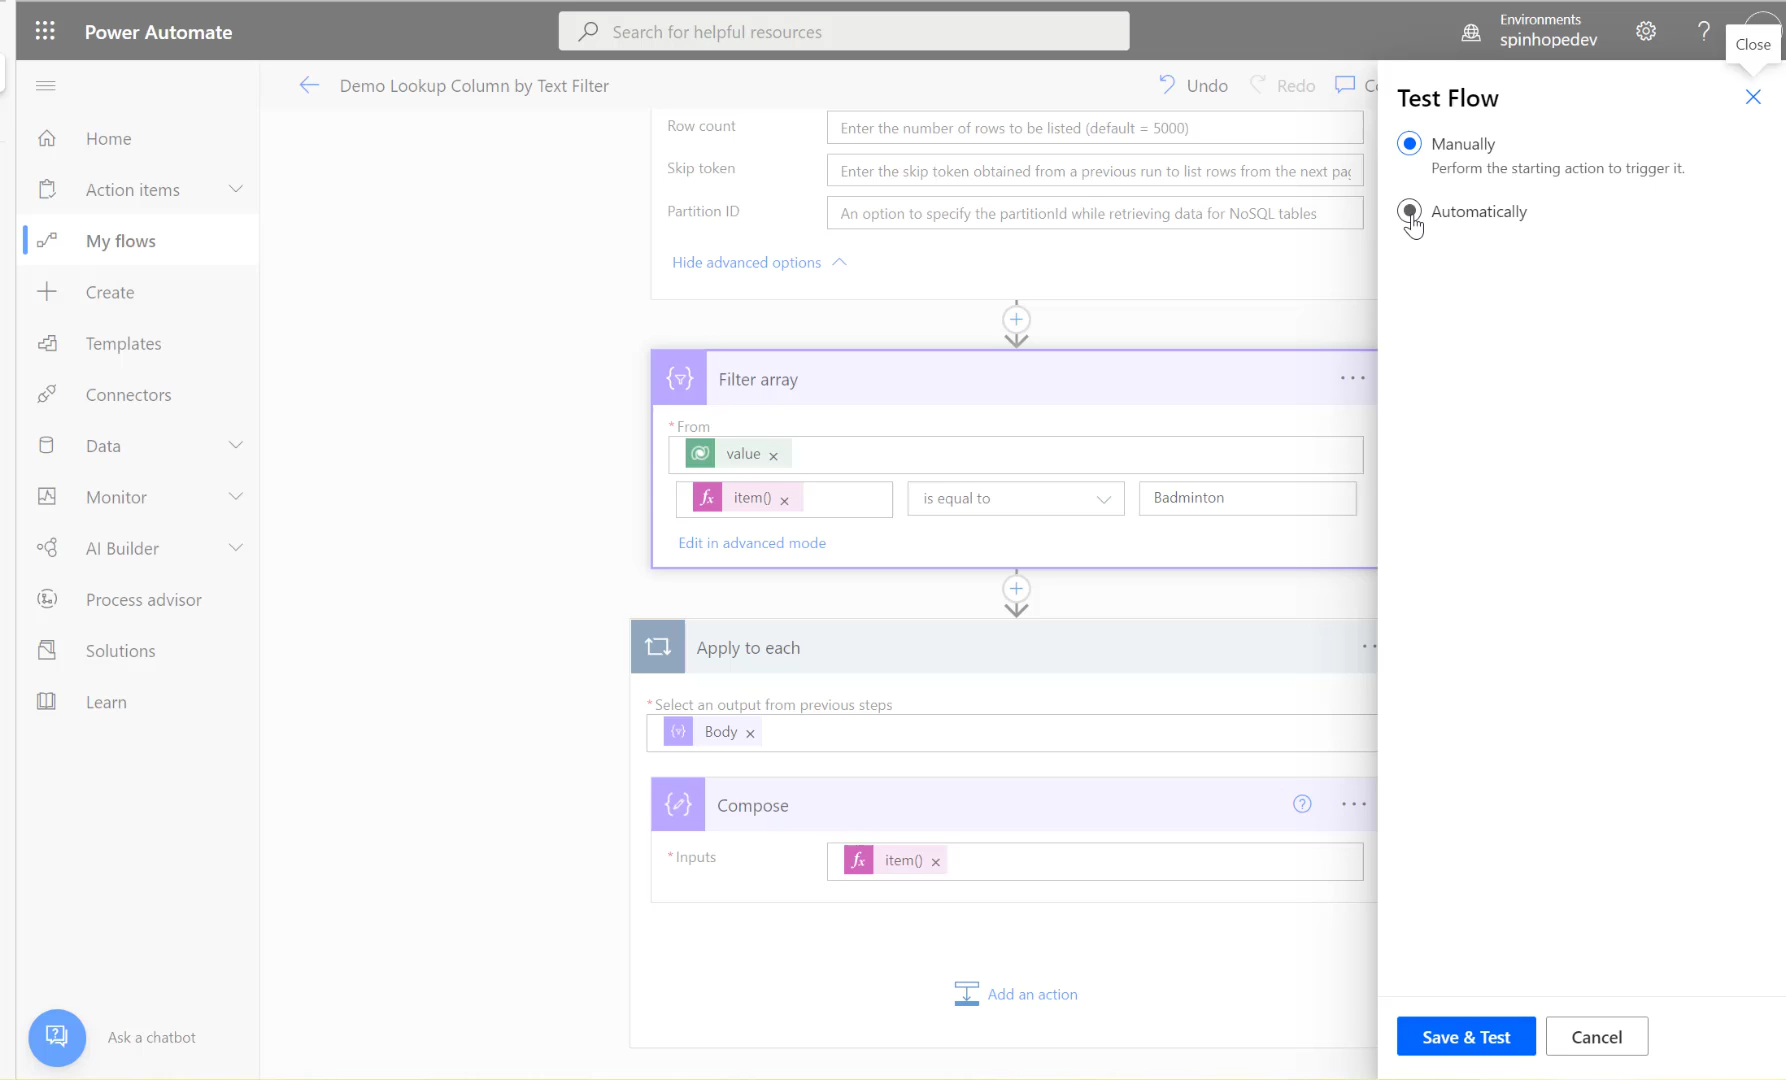 Power Automate
Search for helpful resources
Environments
spinhopedev
?
Close
Demo Lookup Column by Text Filter
Undo
Redo
Home
Action items
My flows
Create
Templates
Connectors
Data
Monitor
AI Builder
Process advisor
Solutions
Learn
Ask a chatbot
Row count
Enter the number of rows to be listed (default = 5000)
Skip token
Enter the skip token obtained from a previous run to list rows from the next
Partition ID
An option to specify the partitionId while retrieving data for NoSQL tables
Hide advanced options
Filter array
* From
value ×
fx item() ×
is equal to
Badminton
Edit in advanced mode
Apply to each
* Select an output from previous steps
Body ×
Compose
?
* Inputs
fx item() ×
Add an action
Test Flow
Manually
Perform the starting action to trigger it.
Automatically
Save & Test
Cancel